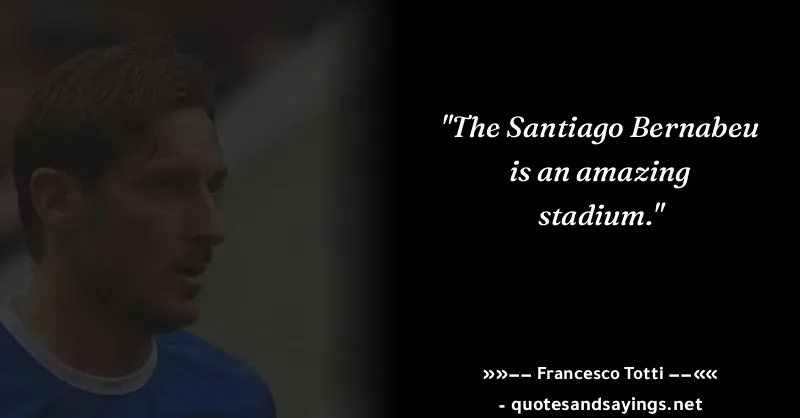 "The Santiago Bernabeu
is an amazing
stadium."
»»—— Francesco Totti ——««
- quotesandsayings.net